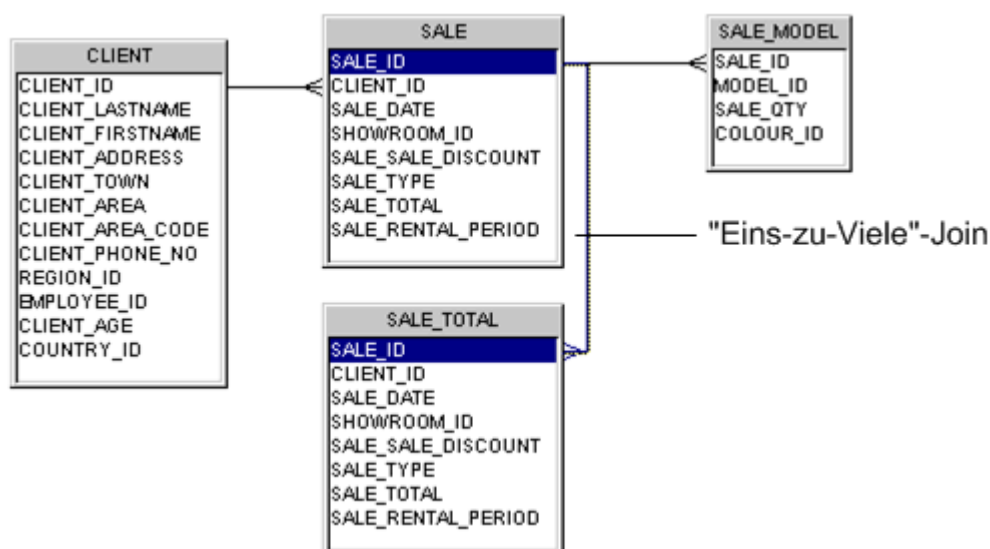 CLIENT
CLIENT_ID
CLIENT_LASTNAME
CLIENT_FIRSTNAME
CLIENT_ADDRESS
CLIENT_TOWN
CLIENT_AREA
CLIENT_AREA_CODE
CLIENT_PHONE_NO
REGION_ID
EMPLOYEE_ID
CLIENT_AGE
COUNTRY_ID
SALE
SALE_ID
CLIENT_ID
SALE_DATE
SHOWROOM_ID
SALE_SALE_DISCOUNT
SALE_TYPE
SALE_TOTAL
SALE_RENTAL_PERIOD
SALE_MODEL
SALE_ID
MODEL_ID
SALE_QTY
COLOUR_ID
"Eins-zu-Viele"-Join
SALE_TOTAL
SALE_ID
CLIENT_ID
SALE_DATE
SHOWROOM_ID
SALE_SALE_DISCOUNT
SALE_TYPE
SALE_TOTAL
SALE_RENTAL_PERIOD